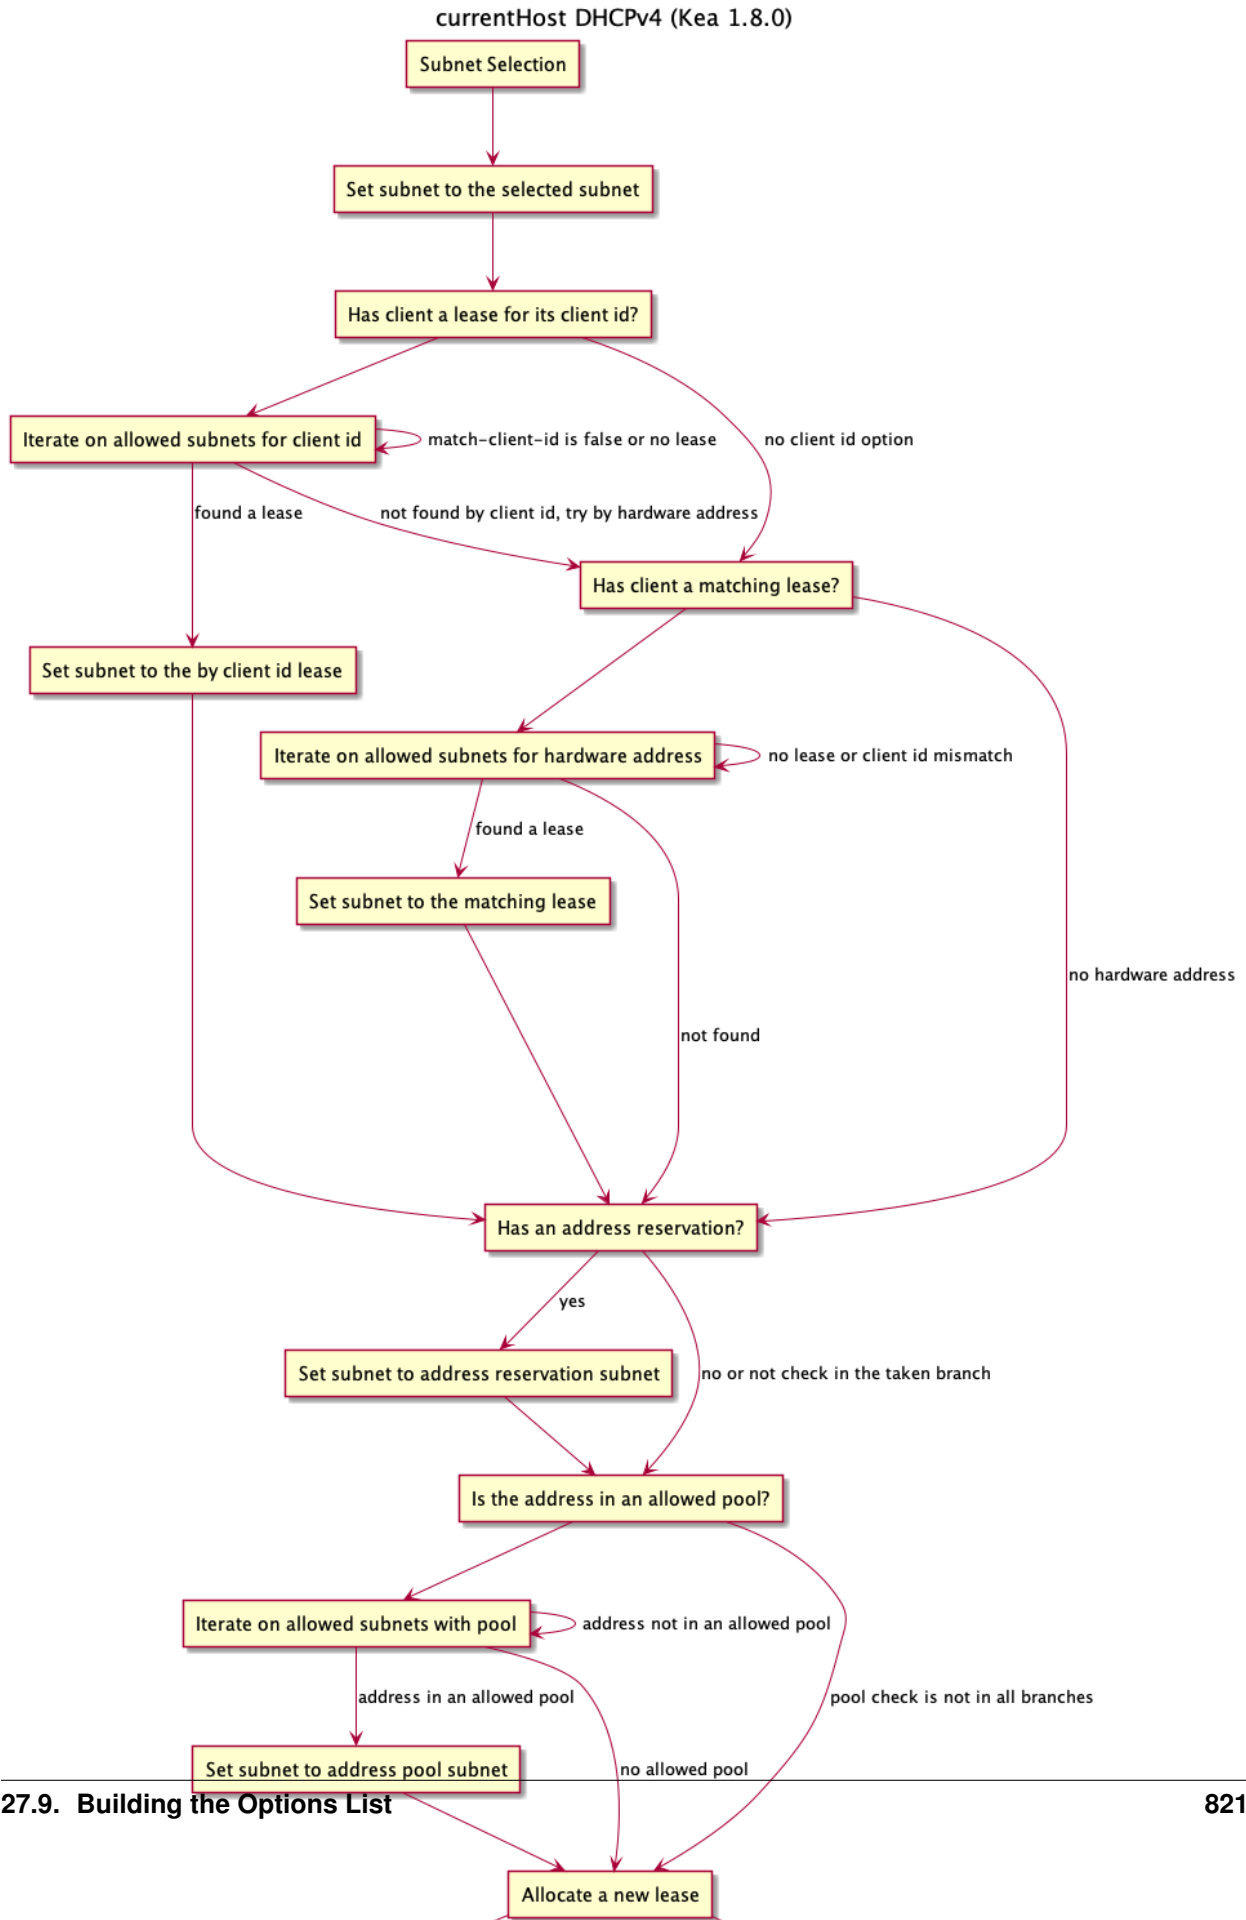 currentHost DHCPv4 (Kea 1.8.0)
Subnet Selection
Set subnet to the selected subnet
Has client a lease for its client id?
Iterate on allowed subnets for client id
match-client-id is false or no lease
no client id option
found a lease
not found by client id, try by hardware address
Has client a matching lease?
Set subnet to the by client id lease
Iterate on allowed subnets for hardware address
no lease or client id mismatch
found a lease
Set subnet to the matching lease
no hardware address
not found
Has an address reservation?
yes
Set subnet to address reservation subnet
no or not check in the taken branch
Is the address in an allowed pool?
Iterate on allowed subnets with pool
address not in an allowed pool
address in an allowed pool
pool check is not in all branches
Set subnet to address pool subnet
no allowed pool
27.9. Building the Options List
821
Allocate a new lease